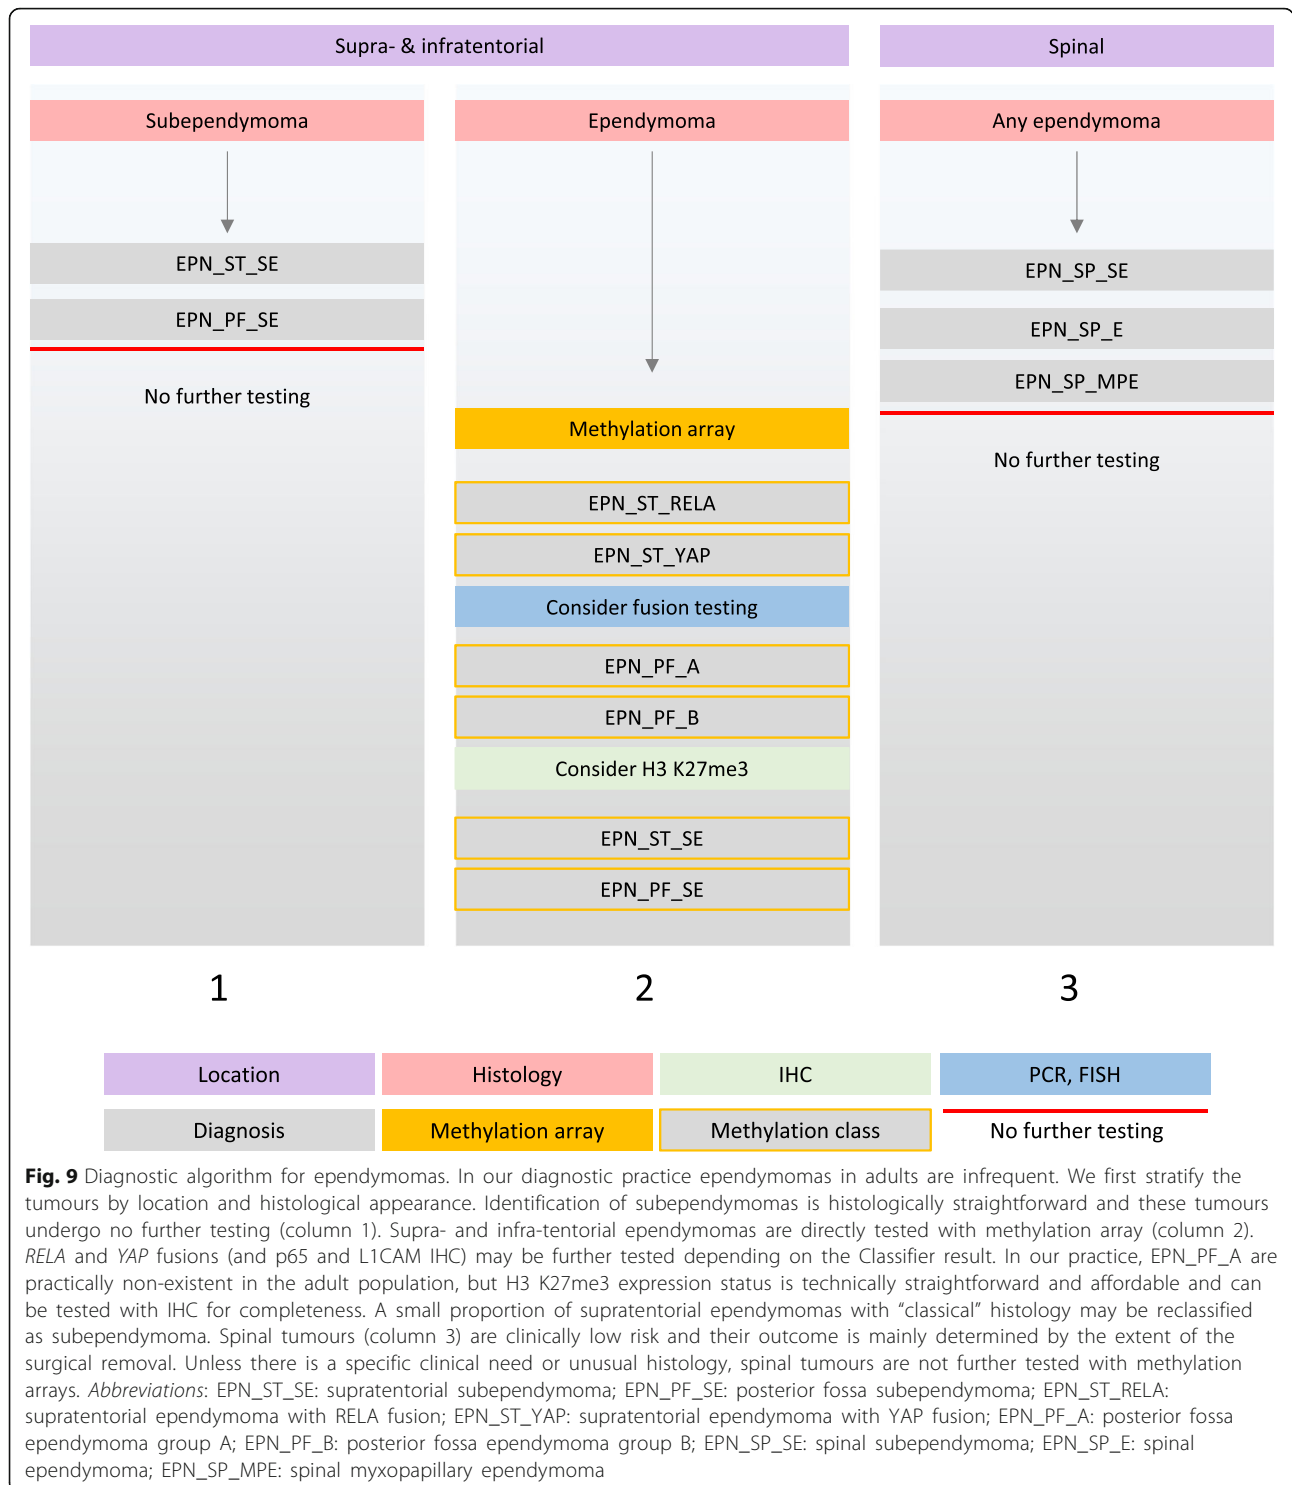 Supra- & infratentorial
Spinal
Subependymoma
Ependymoma
Any ependymoma
EPN_ST_SE
EPN_PF_SE
No further testing
Methylation array
EPN_ST_RELA
EPN_ST_YAP
Consider fusion testing
EPN_PF_A
EPN_PF_B
Consider H3 K27me3
EPN_ST_SE
EPN_PF_SE
EPN_SP_SE
EPN_SP_E
EPN_SP_MPE
No further testing
1
2
3
Location
Histology
IHC
PCR, FISH
Diagnosis
Methylation array
Methylation class
No further testing
Fig. 9 Diagnostic algorithm for ependymomas. In our diagnostic practice ependymomas in adults are infrequent. We first stratify the
tumours by location and histological appearance. Identification of subependymomas is histologically straightforward and these tumours
undergo no further testing (column 1). Supra- and infra-tentorial ependymomas are directly tested with methylation array (column 2).
RELA and YAP fusions (and p65 and L1CAM IHC) may be further tested depending on the Classifier result. In our practice, EPN_PF_A are
practically non-existent in the adult population, but H3 K27me3 expression status is technically straightforward and affordable and can
be tested with IHC for completeness. A small proportion of supratentorial ependymomas with “classical” histology may be reclassified
as subependymoma. Spinal tumours (column 3) are clinically low risk and their outcome is mainly determined by the extent of the
surgical removal. Unless there is a specific clinical need or unusual histology, spinal tumours are not further tested with methylation
arrays. Abbreviations: EPN_ST_SE: supratentorial subependymoma; EPN_PF_SE: posterior fossa subependymoma; EPN_ST_RELA:
supratentorial ependymoma with RELA fusion; EPN_ST_YAP: supratentorial ependymoma with YAP fusion; EPN_PF_A: posterior fossa
ependymoma group A; EPN_PF_B: posterior fossa ependymoma group B; EPN_SP_SE: spinal subependymoma; EPN_SP_E: spinal
ependymoma; EPN_SP_MPE: spinal myxopapillary ependymoma